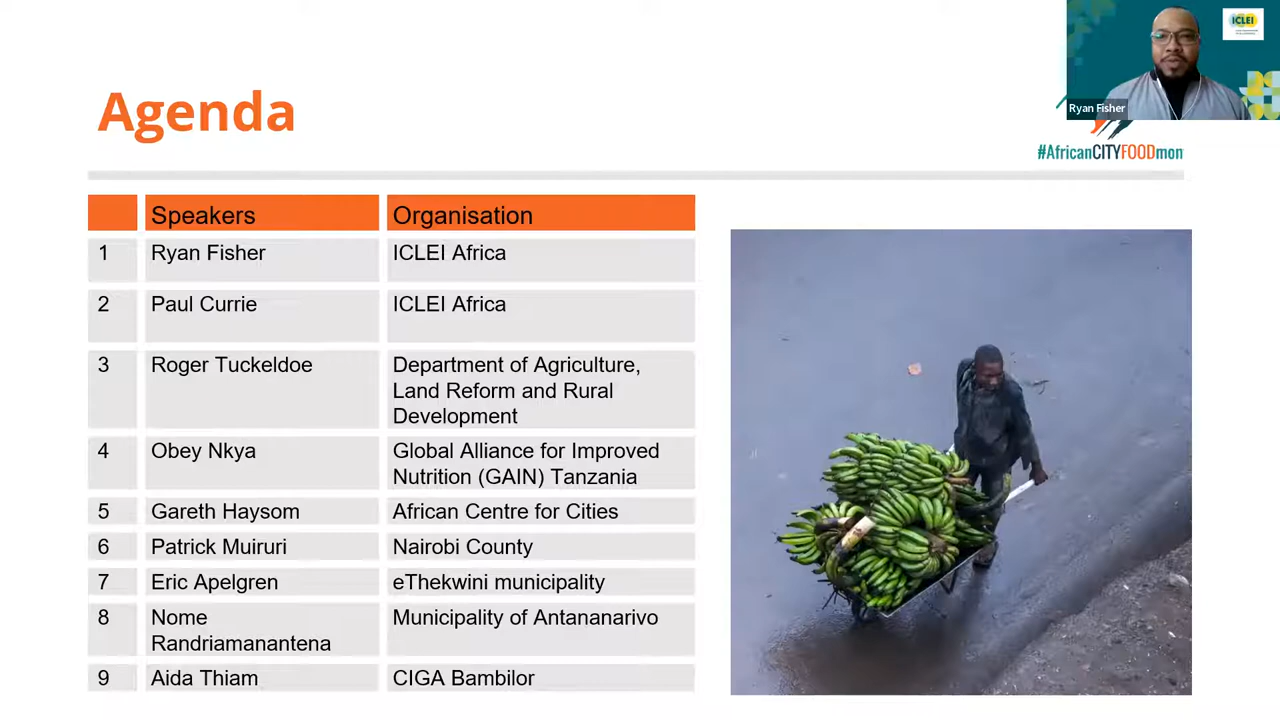 ICLEI
Ryan Fisher
#AfricanCITYFOODmon
Agenda
Speakers Organisation
1 Ryan Fisher ICLEI Africa
2 Paul Currie ICLEI Africa
3 Roger Tuckeldoe Department of Agriculture,
Land Reform and Rural
Development
4 Obey Nkya Global Alliance for Improved
Nutrition (GAIN) Tanzania
5 Gareth Haysom African Centre for Cities
6 Patrick Muiruri Nairobi County
7 Eric Apelgren eThekwini municipality
8 Nome Municipality of Antananarivo
Randriamanantena
9 Aida Thiam CIGA Bambilor